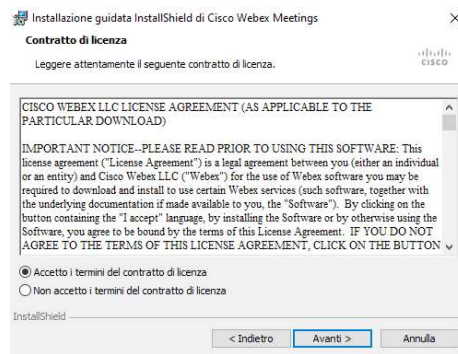 Installazione guidata InstallShield di Cisco Webex Meetings
Contratto di licenza
Leggere attentamente il seguente contratto di licenza.
CISCO
CISCO WEBEX LLC LICENSE AGREEMENT (AS APPLICABLE TO THE
PARTICULAR DOWNLOAD)
IMPORTANT NOTICE--PLEASE READ PRIOR TO USING THIS SOFTWARE: This
license agreement ("License Agreement") is a legal agreement between you (either an individual
or an entity) and Cisco Webex LLC ("Webex") for the use of Webex software you may be
required to download and install to use certain Webex services (such software, together with
the underlying documentation if made available to you, the "Software").  By clicking on the
button containing the "I accept" language, by installing the Software or by otherwise using the
Software, you agree to be bound by the terms of this License Agreement.  IF YOU DO NOT
AGREE TO THE TERMS OF THIS LICENSE AGREEMENT, CLICK ON THE BUTTON
Accetto i termini del contratto di licenza
Non accetto i termini del contratto di licenza
InstallShield
< Indietro
Avanti >
Annulla